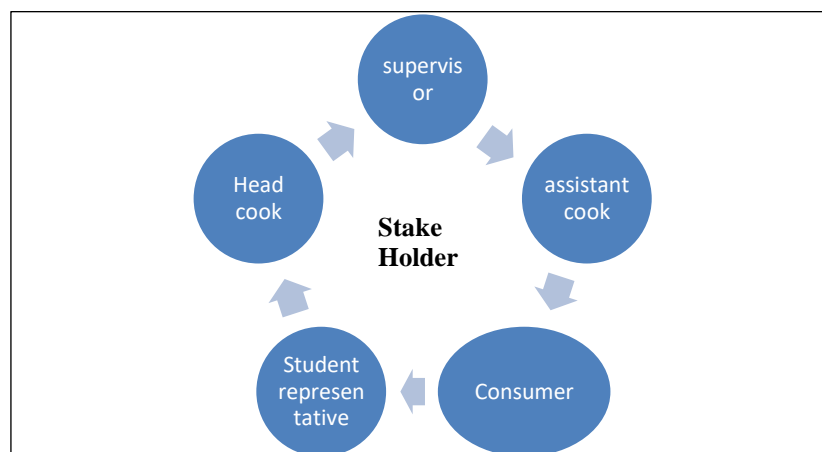 supervis
or
assistant
cook
Consumer
Student
represen
tative
Head
cook
Stake
Holder